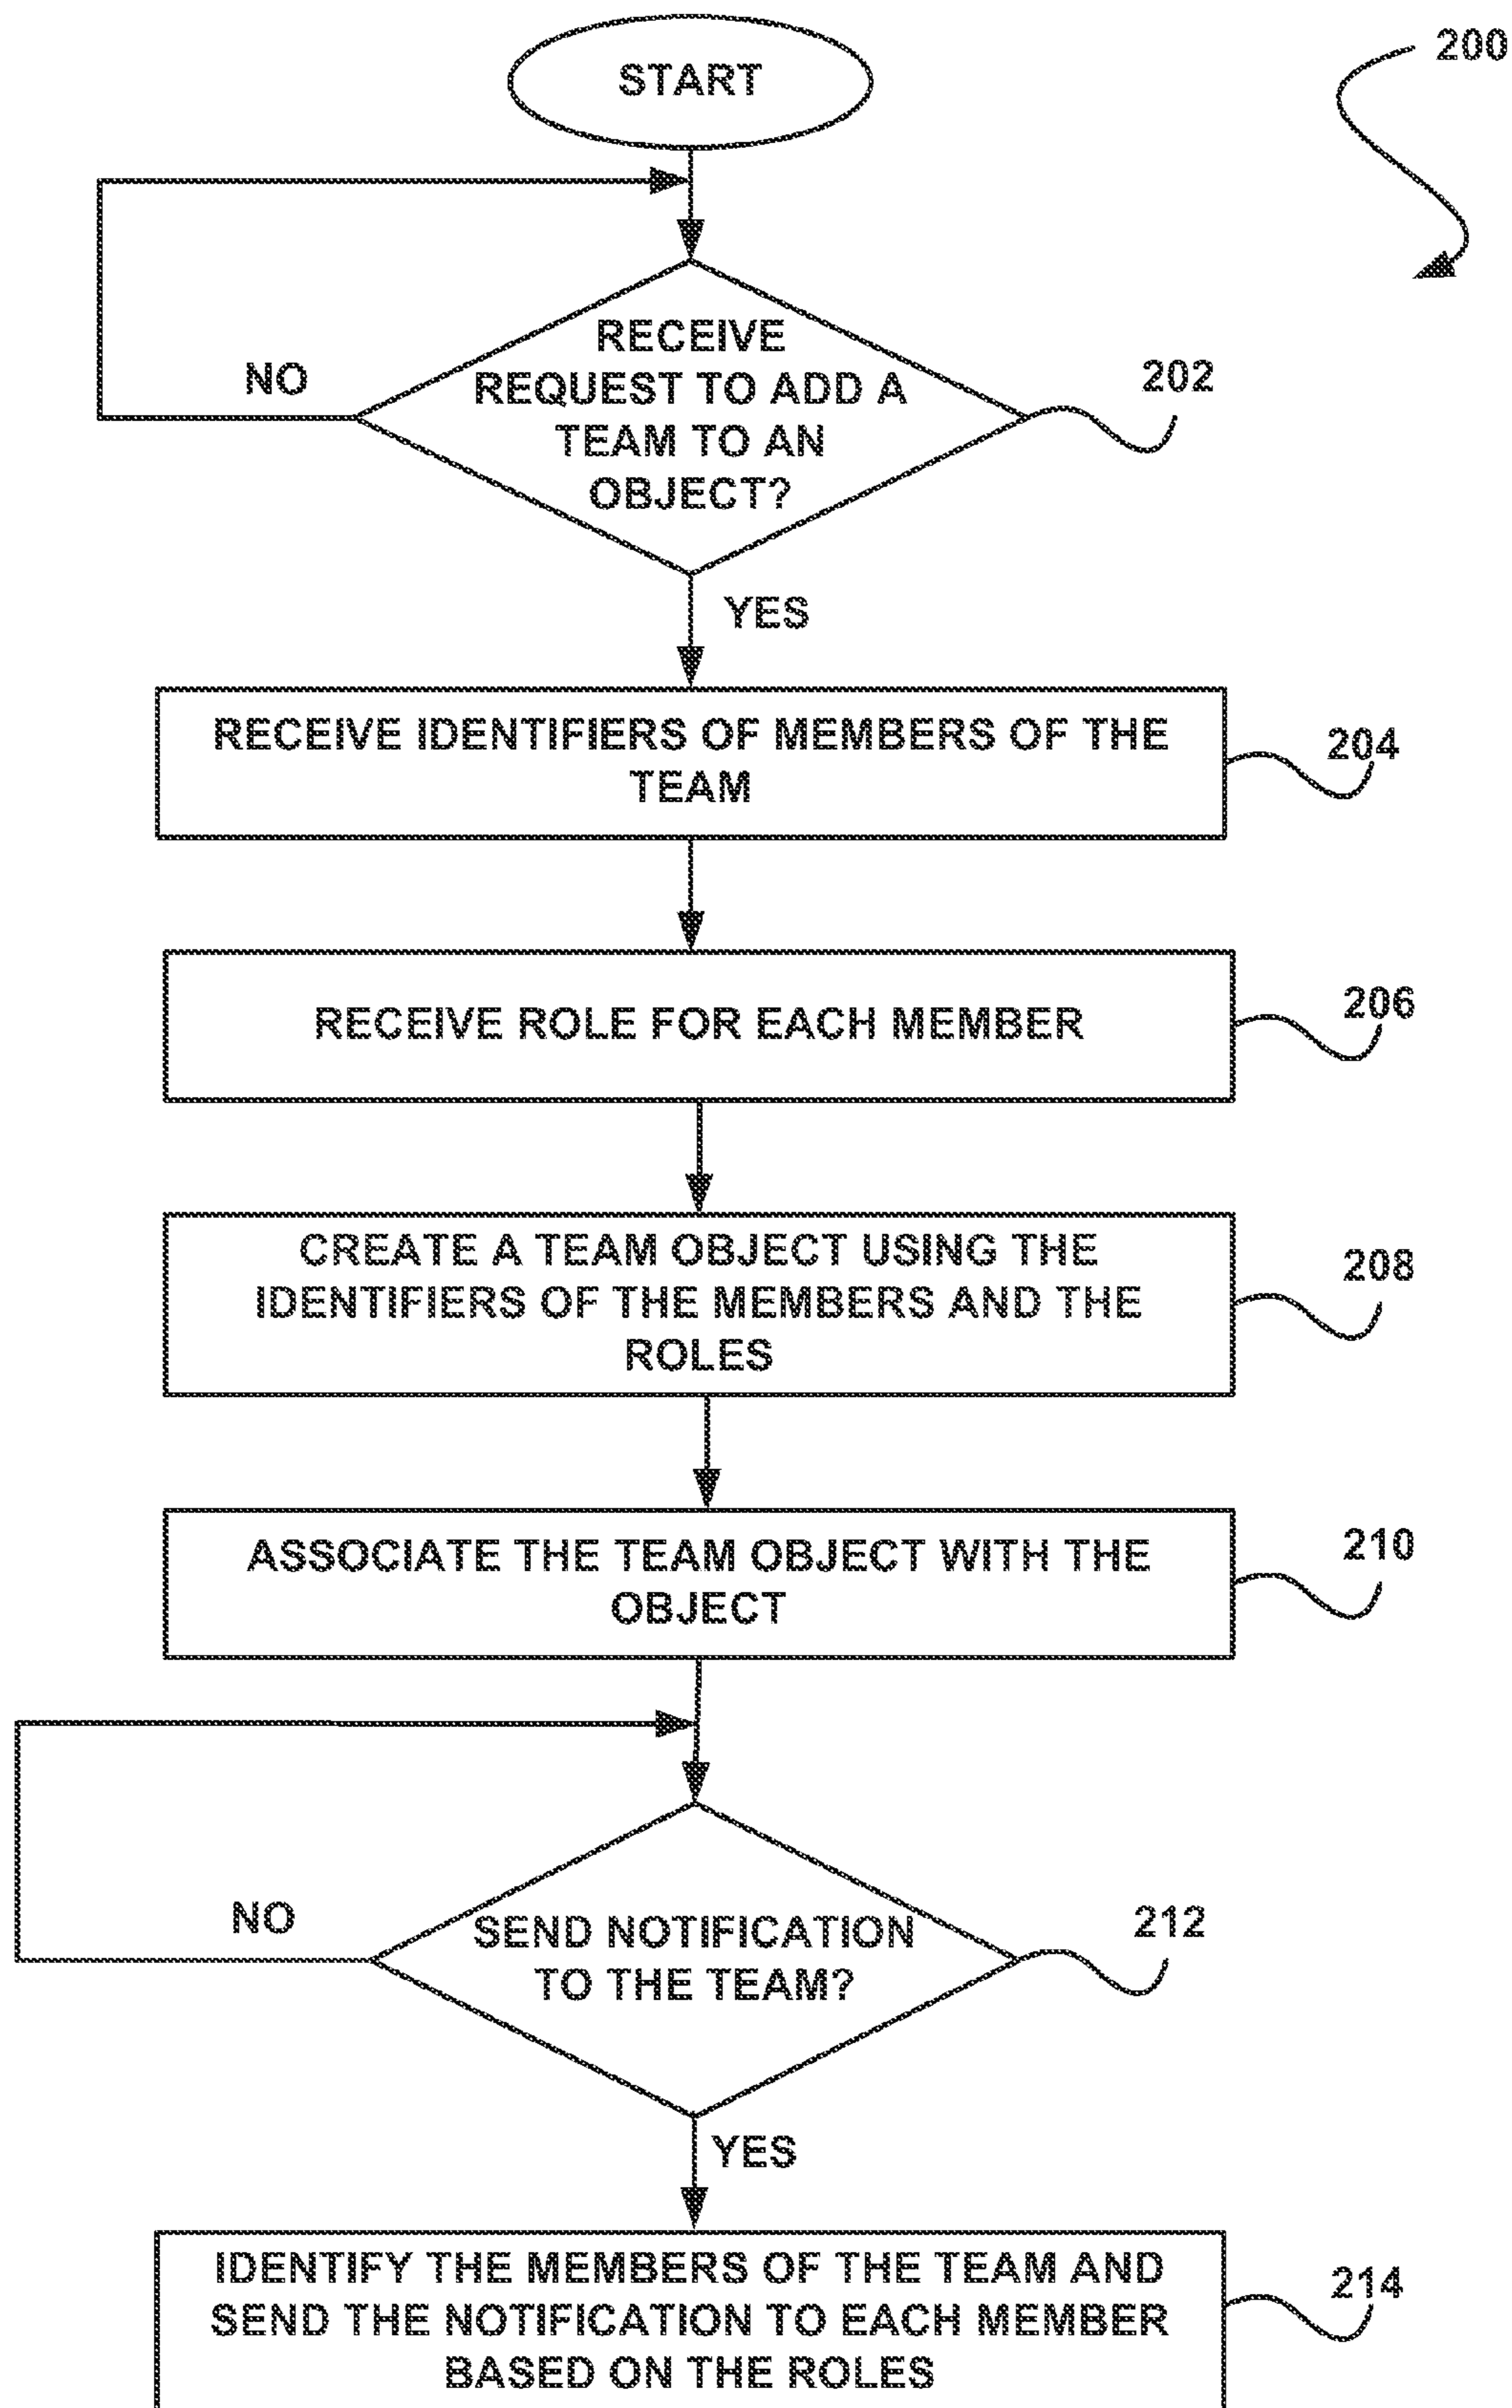 START
200
RECEIVE
REQUEST TO ADD A
TEAM TO AN
OBJECT?
NO
202
YES
RECEIVE IDENTIFIERS OF MEMBERS OF THE
TEAM
204
RECEIVE ROLE FOR EACH MEMBER
206
CREATE A TEAM OBJECT USING THE
IDENTIFIERS OF THE MEMBERS AND THE
ROLES
208
ASSOCIATE THE TEAM OBJECT WITH THE
OBJECT
210
NO
SEND NOTIFICATION
TO THE TEAM?
212
YES
IDENTIFY THE MEMBERS OF THE TEAM AND
SEND THE NOTIFICATION TO EACH MEMBER
BASED ON THE ROLES
214